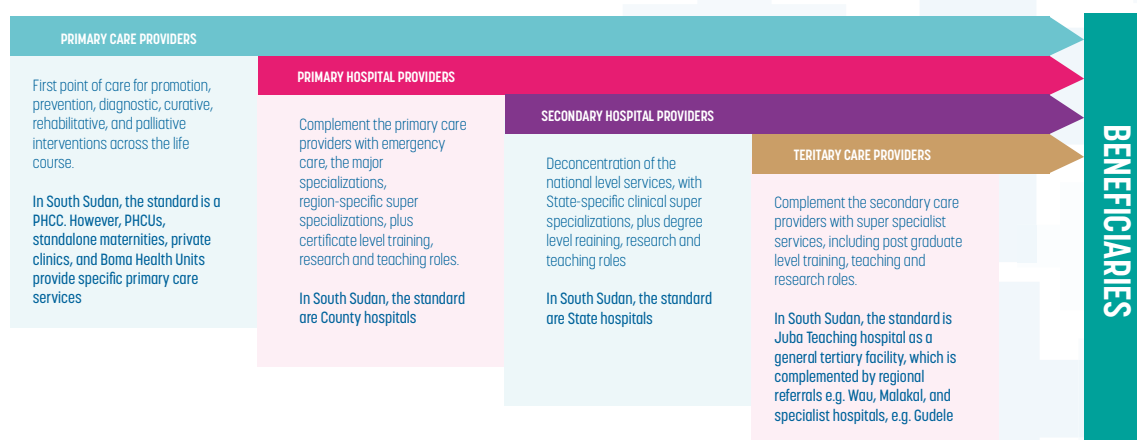 PRIMARY CARE PROVIDERS
First point of care for promotion,
prevention, diagnostic, curative,
rehabilitative, and palliative
interventions across the life
course.
In South Sudan, the standard is a
PHCC. However, PHCUs,
standalone maternities, private
clinics, and Boma Health Units
provide specific primary care
services
PRIMARY HOSPITAL PROVIDERS
Complement the primary care
providers with emergency
care, the major
specializations,
region-specific super
specializations, plus
certificate level training,
research and teaching roles.
In South Sudan, the standard
are County hospitals
SECONDARY HOSPITAL PROVIDERS
Deconcentration of the
national level services, with
State-specific clinical super
specializations, plus degree
level reaining, research and
teaching roles
In South Sudan, the standard
are State hospitals
TERITARY CARE PROVIDERS
Complement the secondary care
providers with super specialist
services, including post graduate
level training, teaching and
research roles.
In South Sudan, the standard is
Juba Teaching hospital as a
general tertiary facility, which is
complemented by regional
referrals e.g. Wau, Malakal, and
specialist hospitals, e.g. Gudele
BENEFICIARIES